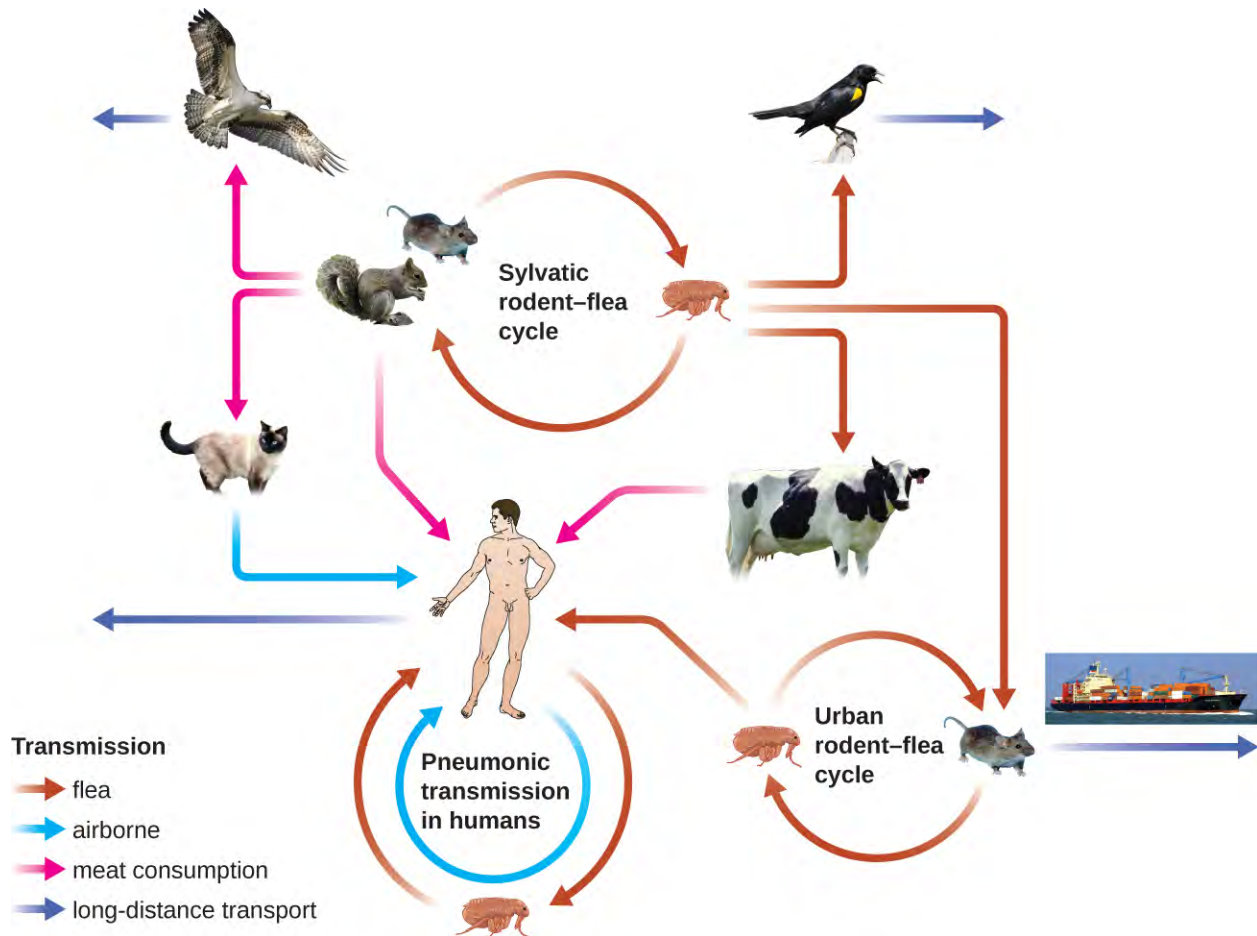 Sylvatic
rodent–flea
cycle
Urban
rodent–flea
cycle
Pneumonic
transmission
in humans
Transmission
flea
airborne
meat consumption
long-distance transport